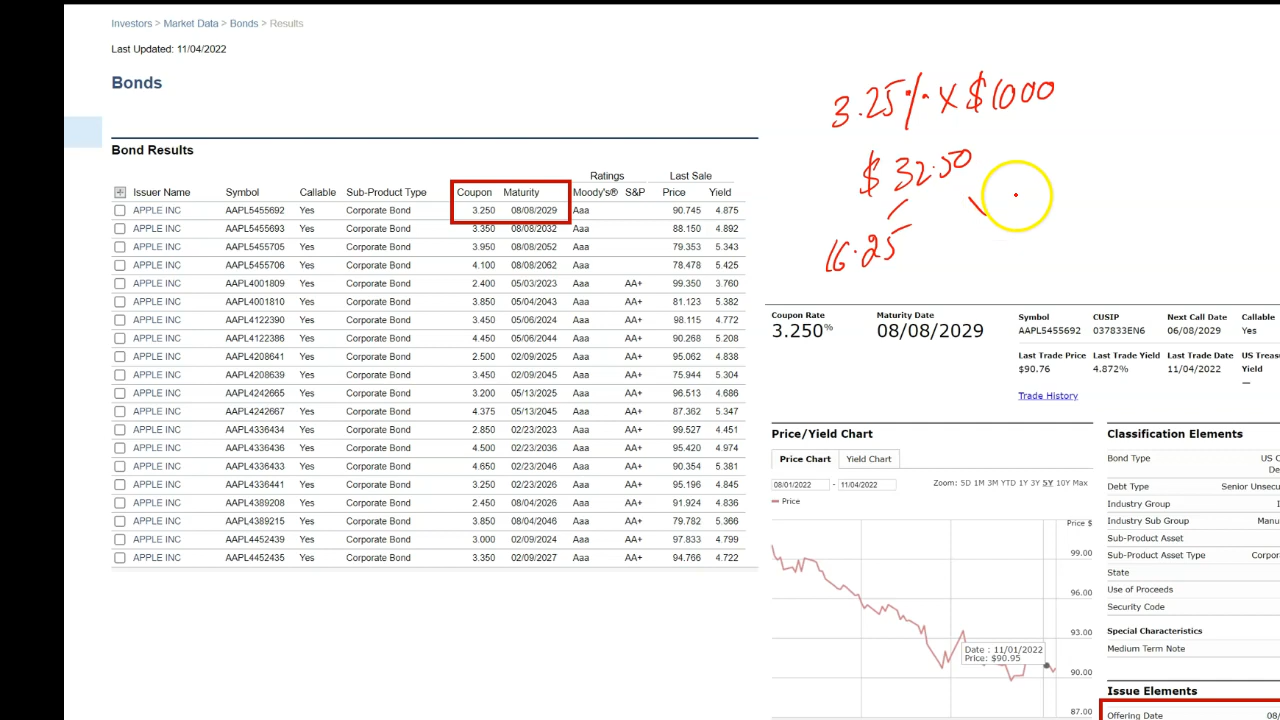 Investors > Market Data > Bonds > Results
Last Updated: 11/04/2022
Bonds
3.25% X $1000
$32.50
16.25
Bond Results
Ratings Last Sale
Issuer Name Symbol Callable Sub-Product Type Coupon Maturity Moody's® S&P Price Yield
APPLE INC AAPL5455692 Yes Corporate Bond 3.250 08/08/2029 Aaa 90.745 4.875
APPLE INC AAPL5455693 Yes Corporate Bond 3.350 08/08/2032 Aaa 88.150 4.892
APPLE INC AAPL5455705 Yes Corporate Bond 3.950 08/08/2052 Aaa 79.353 5.343
APPLE INC AAPL5455706 Yes Corporate Bond 4.100 08/08/2062 Aaa 78.478 5.425
APPLE INC AAPL4001809 Yes Corporate Bond 2.400 05/03/2023 Aaa AA+ 99.350 3.760
APPLE INC AAPL4001810 Yes Corporate Bond 3.850 05/04/2043 Aaa AA+ 81.123 5.382
APPLE INC AAPL4122390 Yes Corporate Bond 3.450 05/06/2024 Aaa AA+ 98.115 4.772
APPLE INC AAPL4122386 Yes Corporate Bond 4.450 05/06/2044 Aaa AA+ 90.268 5.208
APPLE INC AAPL4208641 Yes Corporate Bond 2.500 02/09/2025 Aaa AA+ 95.062 4.838
APPLE INC AAPL4208639 Yes Corporate Bond 3.450 02/09/2045 Aaa AA+ 75.944 5.304
APPLE INC AAPL4242665 Yes Corporate Bond 3.200 05/13/2025 Aaa AA+ 96.513 4.686
APPLE INC AAPL4242667 Yes Corporate Bond 4.375 05/13/2045 Aaa AA+ 87.362 5.347
APPLE INC AAPL4336434 Yes Corporate Bond 2.850 02/23/2023 Aaa AA+ 99.527 4.451
APPLE INC AAPL4336436 Yes Corporate Bond 4.500 02/23/2036 Aaa AA+ 95.420 4.974
APPLE INC AAPL4336433 Yes Corporate Bond 4.650 02/23/2046 Aaa AA+ 90.354 5.381
APPLE INC AAPL4336441 Yes Corporate Bond 3.250 02/23/2026 Aaa AA+ 95.196 4.845
APPLE INC AAPL4389208 Yes Corporate Bond 2.450 08/04/2026 Aaa AA+ 91.924 4.836
APPLE INC AAPL4389215 Yes Corporate Bond 3.850 08/04/2046 Aaa AA+ 79.782 5.366
APPLE INC AAPL4452439 Yes Corporate Bond 3.000 02/09/2024 Aaa AA+ 97.833 4.799
APPLE INC AAPL4452435 Yes Corporate Bond 3.350 02/09/2027 Aaa AA+ 94.766 4.722
Coupon Rate Maturity Date Symbol CUSIP Next Call Date Callable
3.250% 08/08/2029 AAPL5455692 037833EN6 06/08/2029 Yes
Last Trade Price Last Trade Yield Last Trade Date US Treas
$90.76 4.872% 11/04/2022 Yield
—
Trade History
Price/Yield Chart
Price Chart Yield Chart
08/01/2022 - 11/04/2022 Zoom: 5D 1M 3M YTD 1Y 3Y 5Y 10Y Max
Price
Price $
99.00
96.00
93.00
Date : 11/01/2022
Price: $90.95
90.00
87.00
Classification Elements
Bond Type US C
De
Debt Type Senior Unsecu
Industry Group I
Industry Sub Group Manu
Sub-Product Asset
Sub-Product Asset Type Corpo
State
Use of Proceeds
Security Code
Special Characteristics
Medium Term Note
Issue Elements
Offering Date 08/